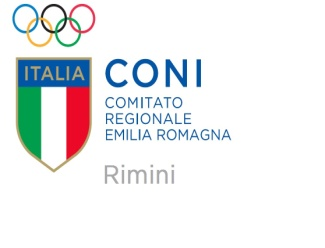 ITALIA
CONI
COMITATO
REGIONALE
EMILIA ROMAGNA
Rimini